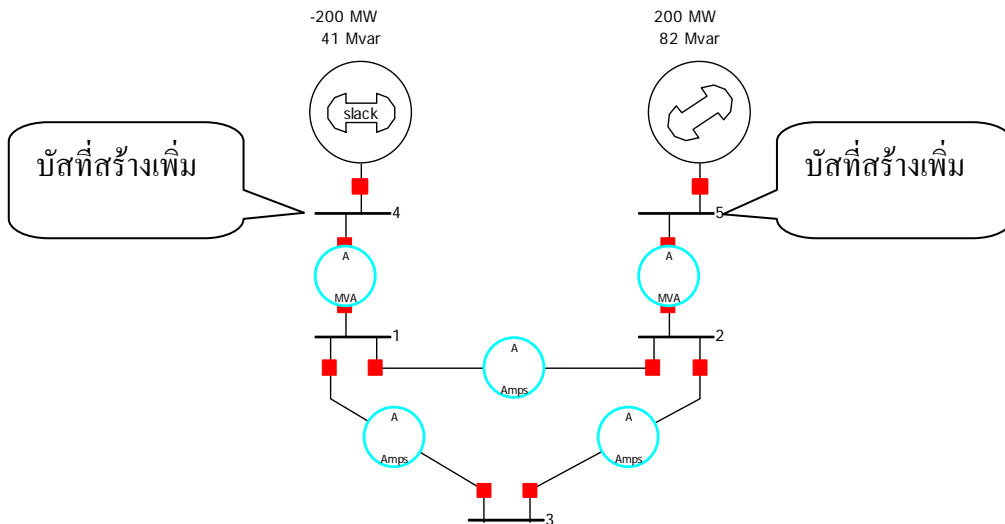 -200 MW
41 Mvar
200 MW
82 Mvar
slack
บัสที่สร้างเพิ่ม
บัสที่สร้างเพิ่ม
4
5
A
MVA
A
MVA
1
2
A
Amps
A
Amps
A
Amps
3